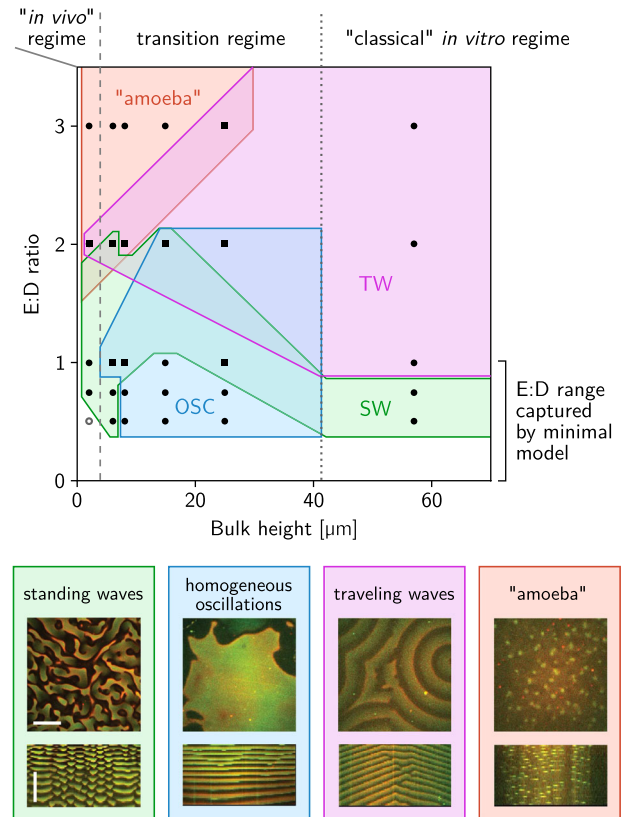 "in vivo"
regime
transition regime
"classical" in vitro regime
"amoeba"
3
2
1
0
E:D ratio
TW
OSC
SW
E:D range
captured
by minimal
model
0
20
40
60
Bulk height [µm]
standing waves
homogeneous
oscillations
traveling waves
"amoeba"